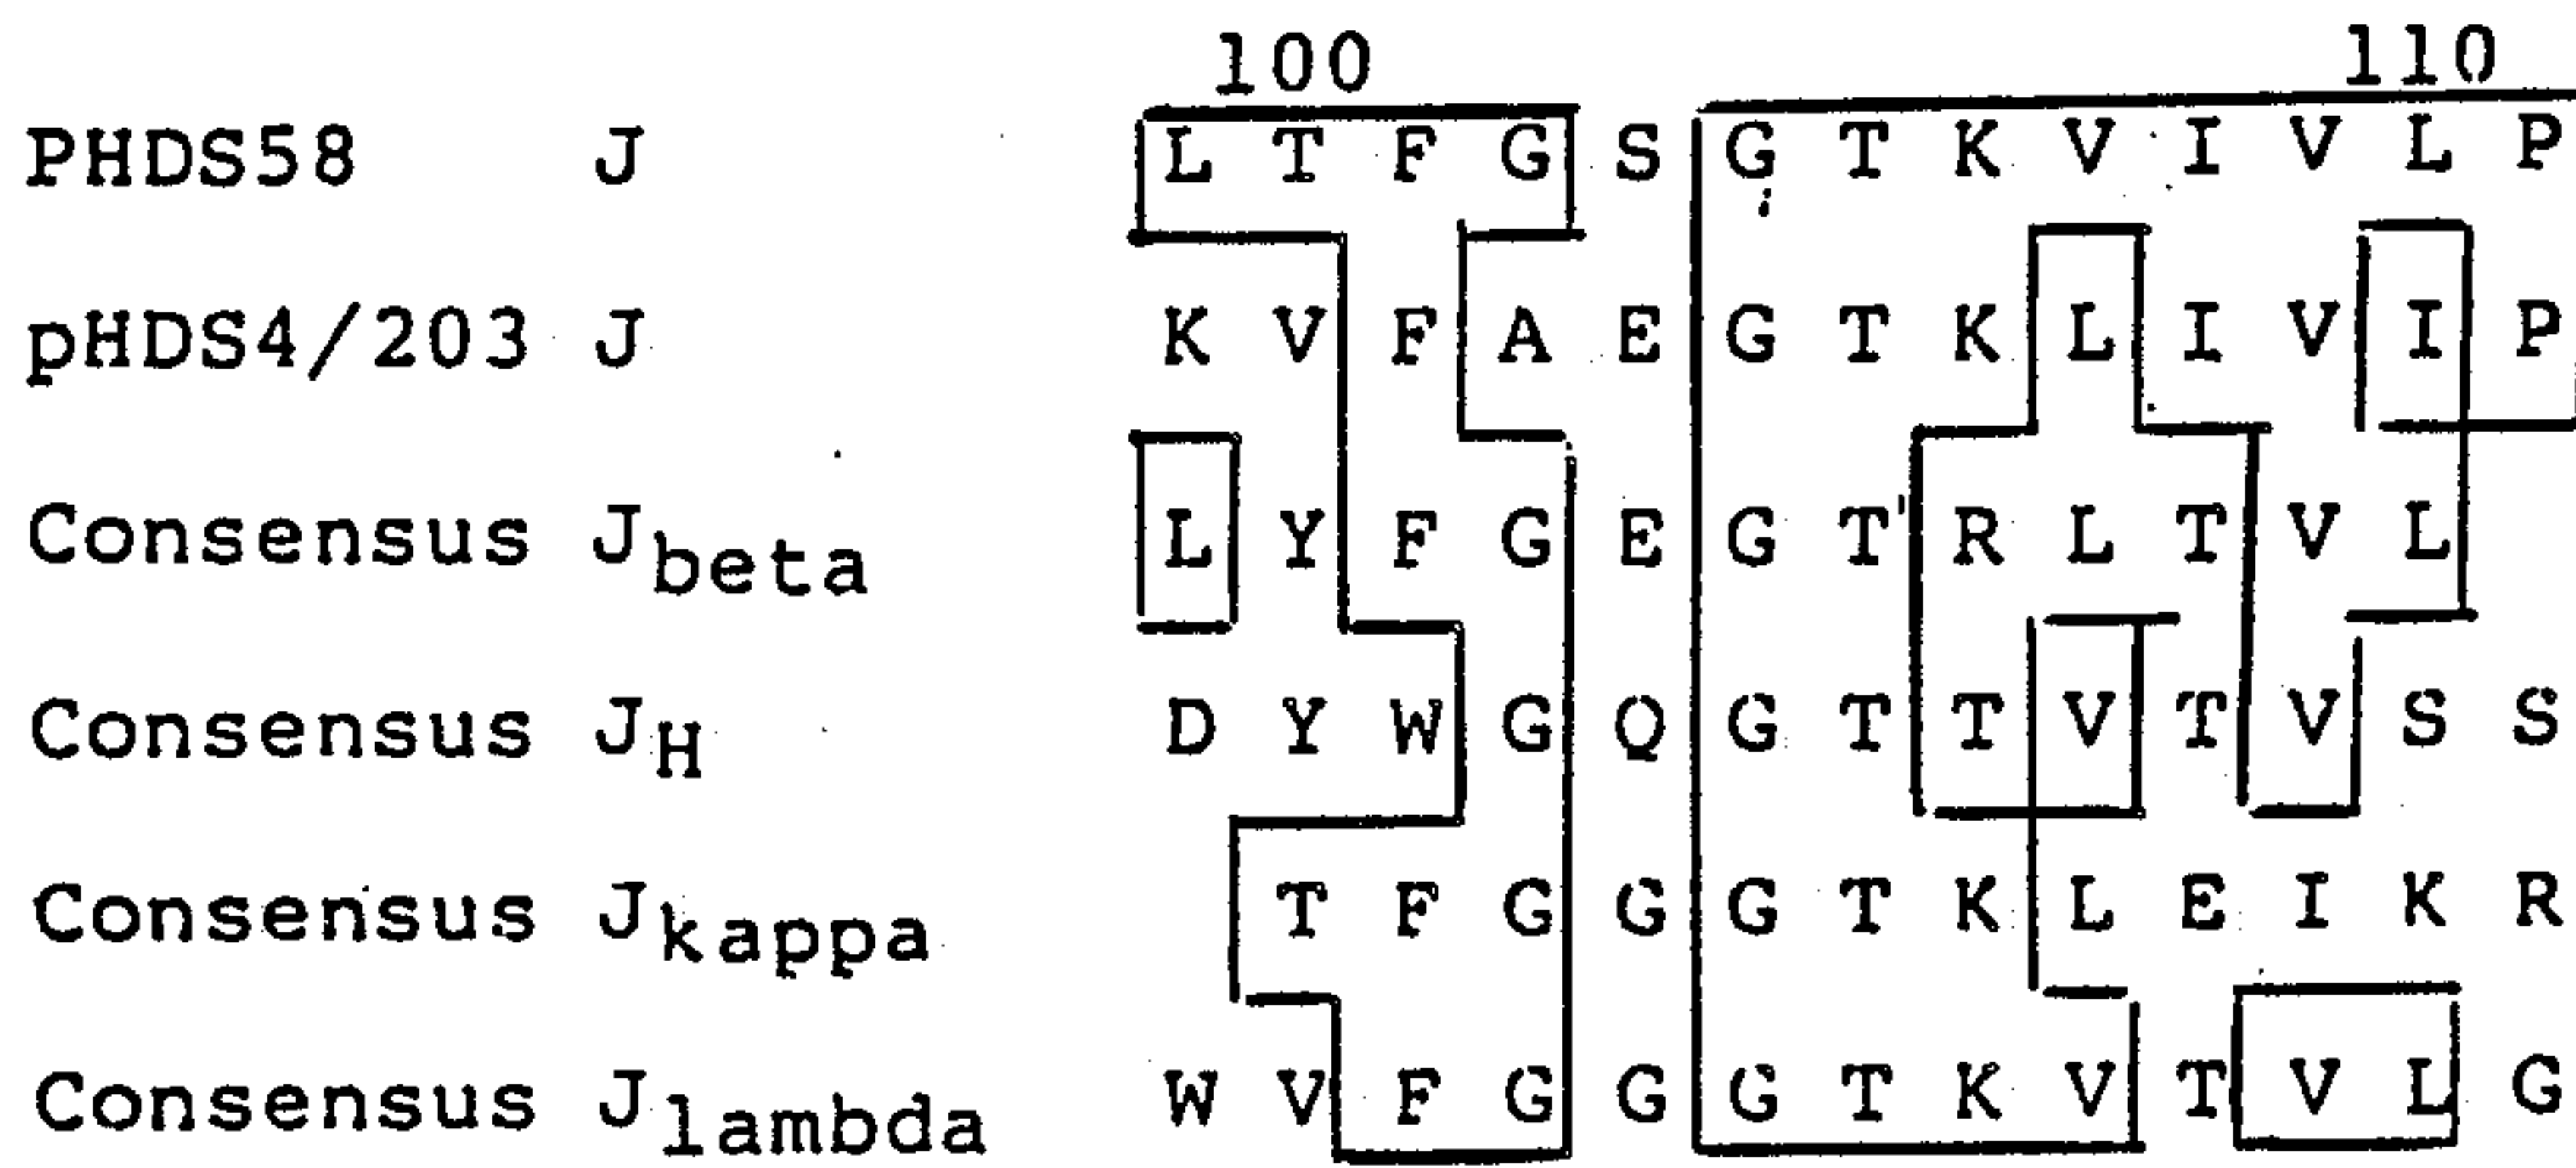 100 110
PHDS58 J L T F G S G T K V I V L P
pHDS4/203 J K V F A E G T K L I V I P
Consensus Jbeta L Y F G E G T R L T V L
Consensus JH D Y W G Q G T T V T V S S
Consensus Jkappa T F G G G T K L E I K R
Consensus Jlambda W V F G G G T K V T V L G